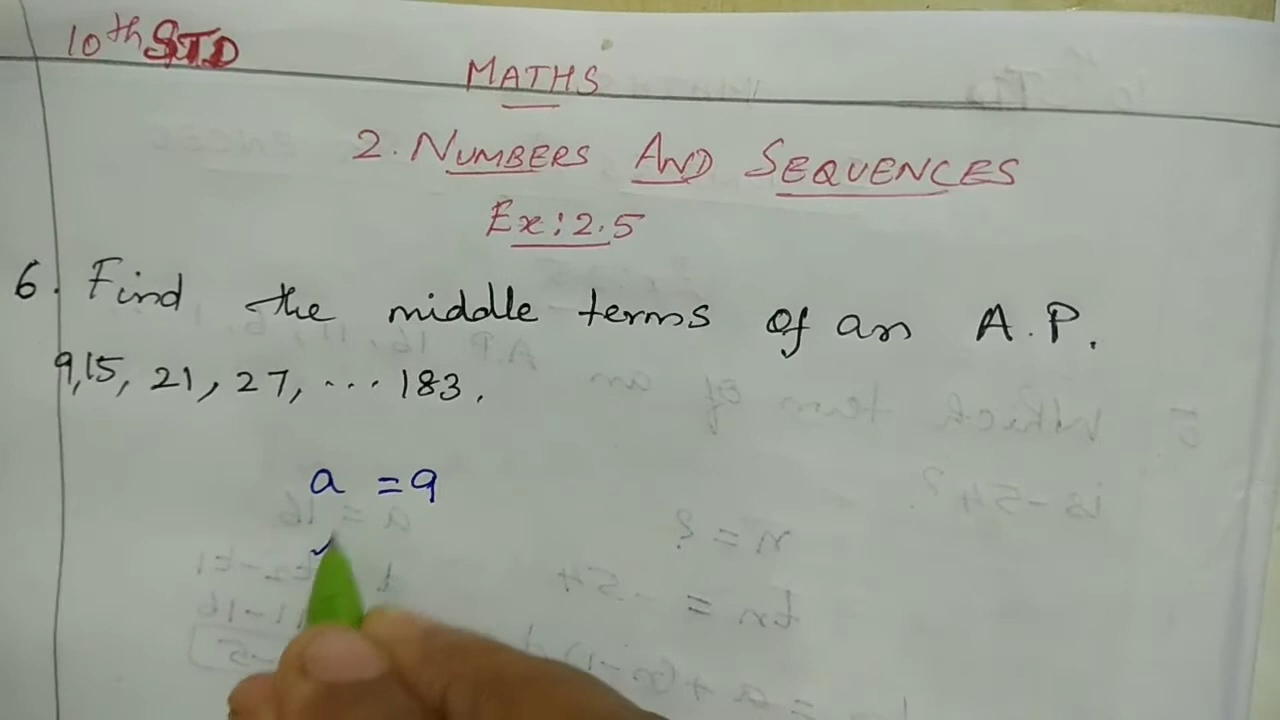 10th STD
MATHS
2. NUMBERS AND SEQUENCES
Ex: 2.5
6. Find the middle terms of an A.P.
9, 15, 21, 27, ... 183.
a = 9